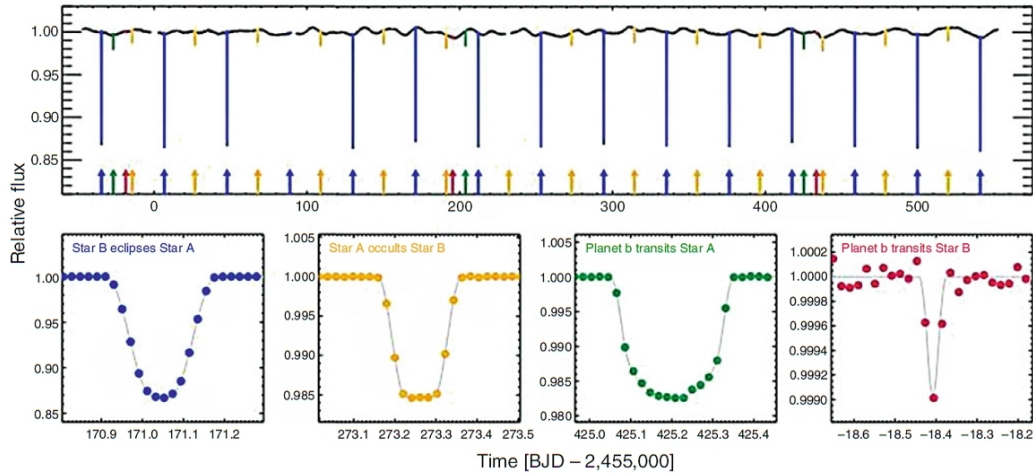 Relative flux
1.00
0.95
0.90
0.85
0 100 200 300 400 500
Star B eclipses Star A
1.00
0.95
0.90
0.85
170.9 171.0 171.1 171.2
Star A occults Star B
1.005
1.000
0.995
0.990
0.985
273.1 273.2 273.3 273.4 273.5
Planet b transits Star A
1.005
1.000
0.995
0.990
0.985
0.980
425.0 425.1 425.2 425.3 425.4
Planet b transits Star B
1.0002
1.0000
0.9998
0.9996
0.9994
0.9992
0.9990
−18.6 −18.5 −18.4 −18.3 −18.2
Time [BJD − 2,455,000]